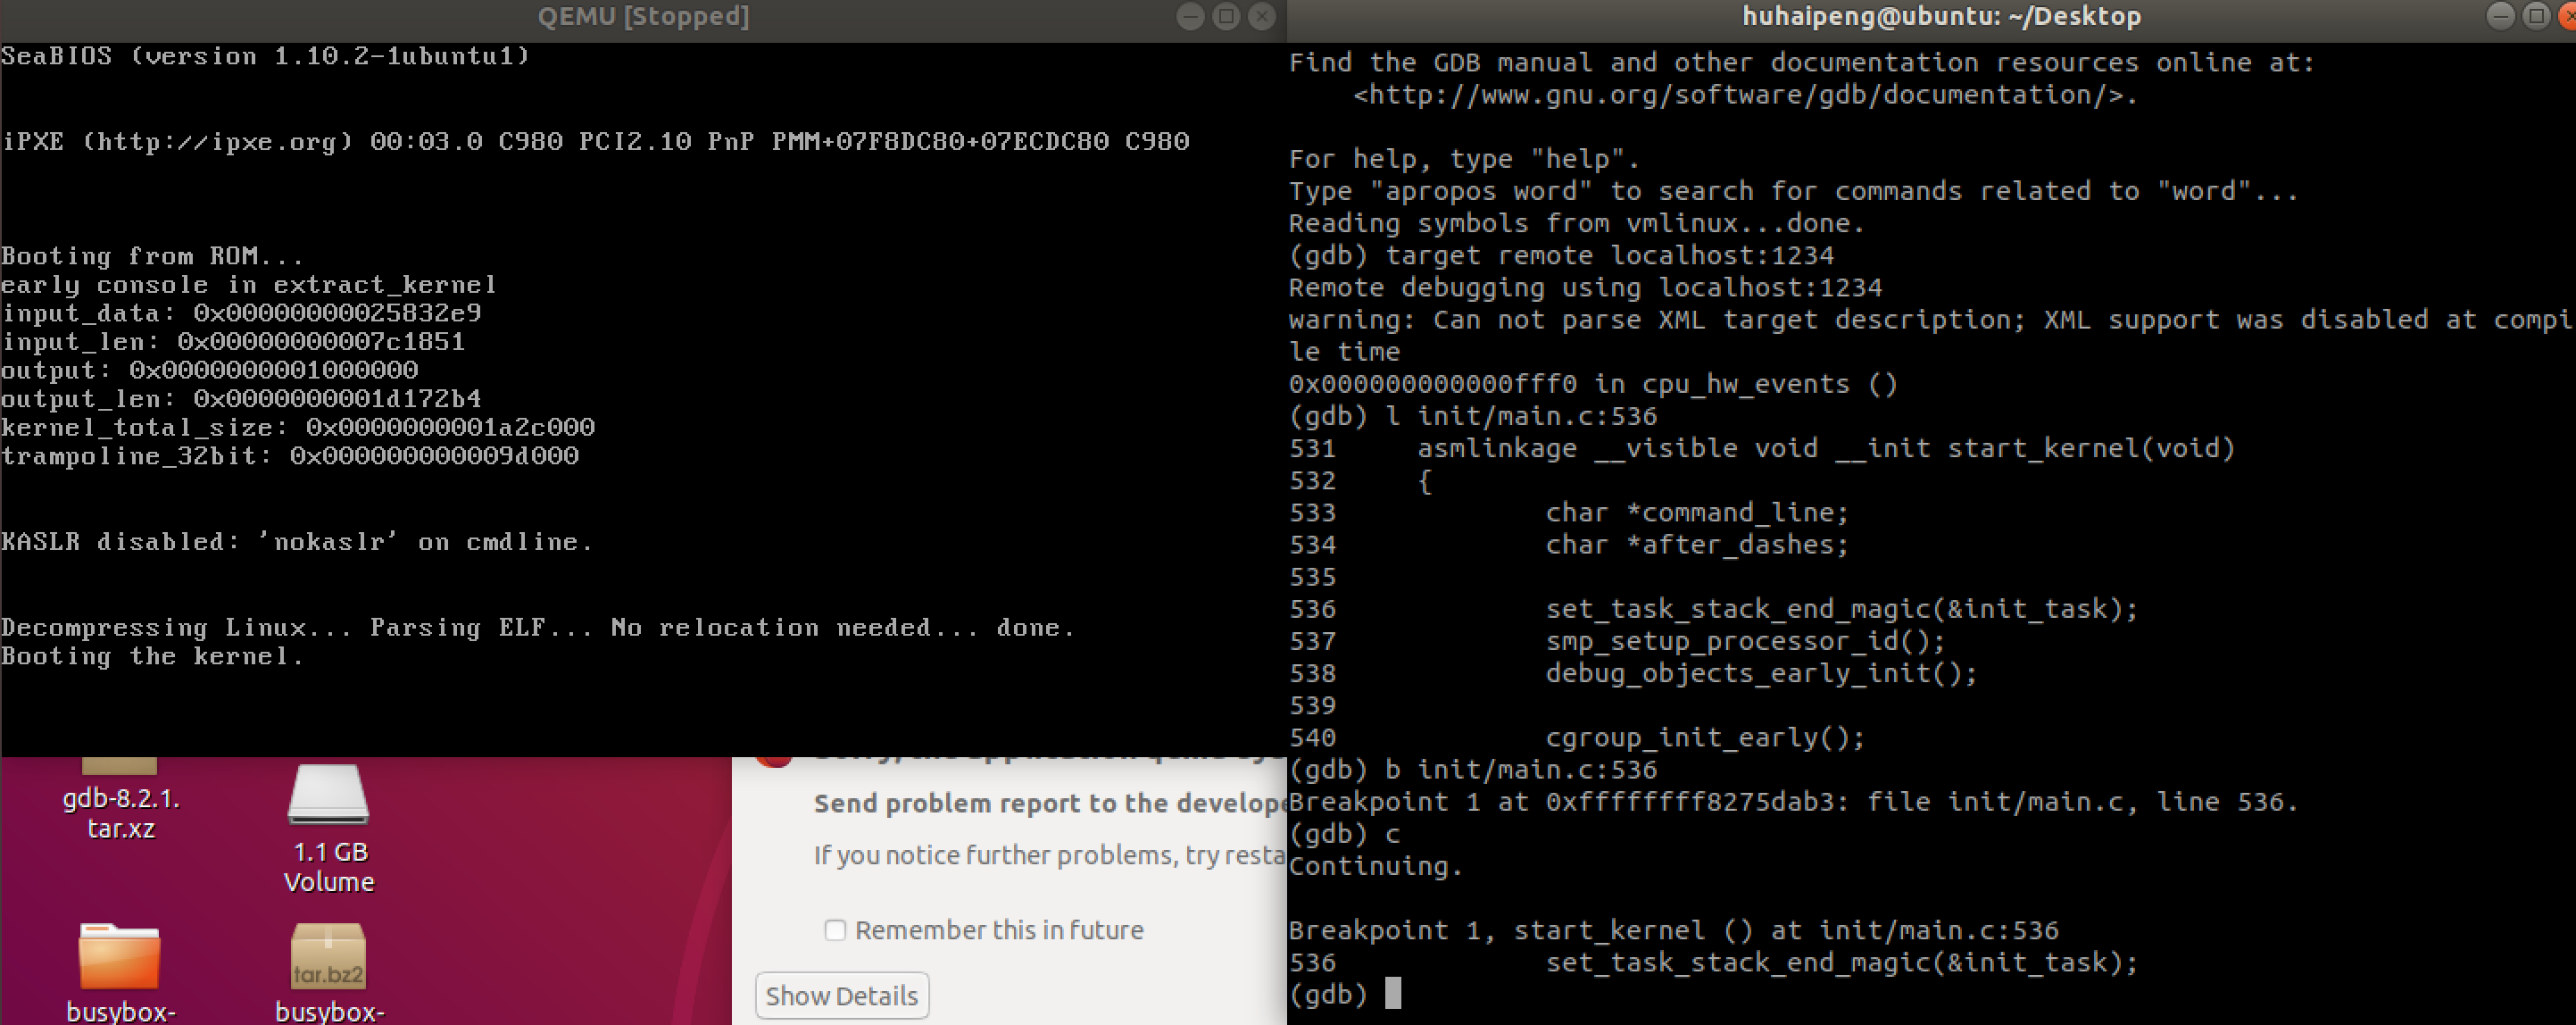 QEMU [Stopped]
SeaBIOS (version 1.10.2-1ubuntu1)
iPXE (http://ipxe.org) 00:03.0 C980 PCI2.10 PnP PMM+07F8DC80+07ECDC80 C980
Booting from ROM...
early console in extract_kernel
input_data: 0x00000000025832e9
input_len: 0x00000000007c1851
output: 0x0000000001000000
output_len: 0x0000000001d172b4
kernel_total_size: 0x0000000001a2c000
trampoline_32bit: 0x000000000009d000
KASLR disabled: 'nokaslr' on cmdline.
Decompressing Linux... Parsing ELF... No relocation needed... done.
Booting the kernel.
gdb-8.2.1.
tar.xz
1.1 GB
Volume
tar.bz2
busybox-
busybox-
Send problem report to the develope
If you notice further problems, try resta
Remember this in future
Show Details
huhaipeng@ubuntu: ~/Desktop
Find the GDB manual and other documentation resources online at:
<http://www.gnu.org/software/gdb/documentation/>.
For help, type "help".
Type "apropos word" to search for commands related to "word"...
Reading symbols from vmlinux...done.
(gdb) target remote localhost:1234
Remote debugging using localhost:1234
warning: Can not parse XML target description; XML support was disabled at compi
le time
0x000000000000fff0 in cpu_hw_events ()
(gdb) l init/main.c:536
531 asmlinkage __visible void __init start_kernel(void)
532 {
533 char *command_line;
534 char *after_dashes;
535
536 set_task_stack_end_magic(&init_task);
537 smp_setup_processor_id();
538 debug_objects_early_init();
539
540 cgroup_init_early();
(gdb) b init/main.c:536
Breakpoint 1 at 0xffffffff8275dab3: file init/main.c, line 536.
(gdb) c
Continuing.
Breakpoint 1, start_kernel () at init/main.c:536
536 set_task_stack_end_magic(&init_task);
(gdb)